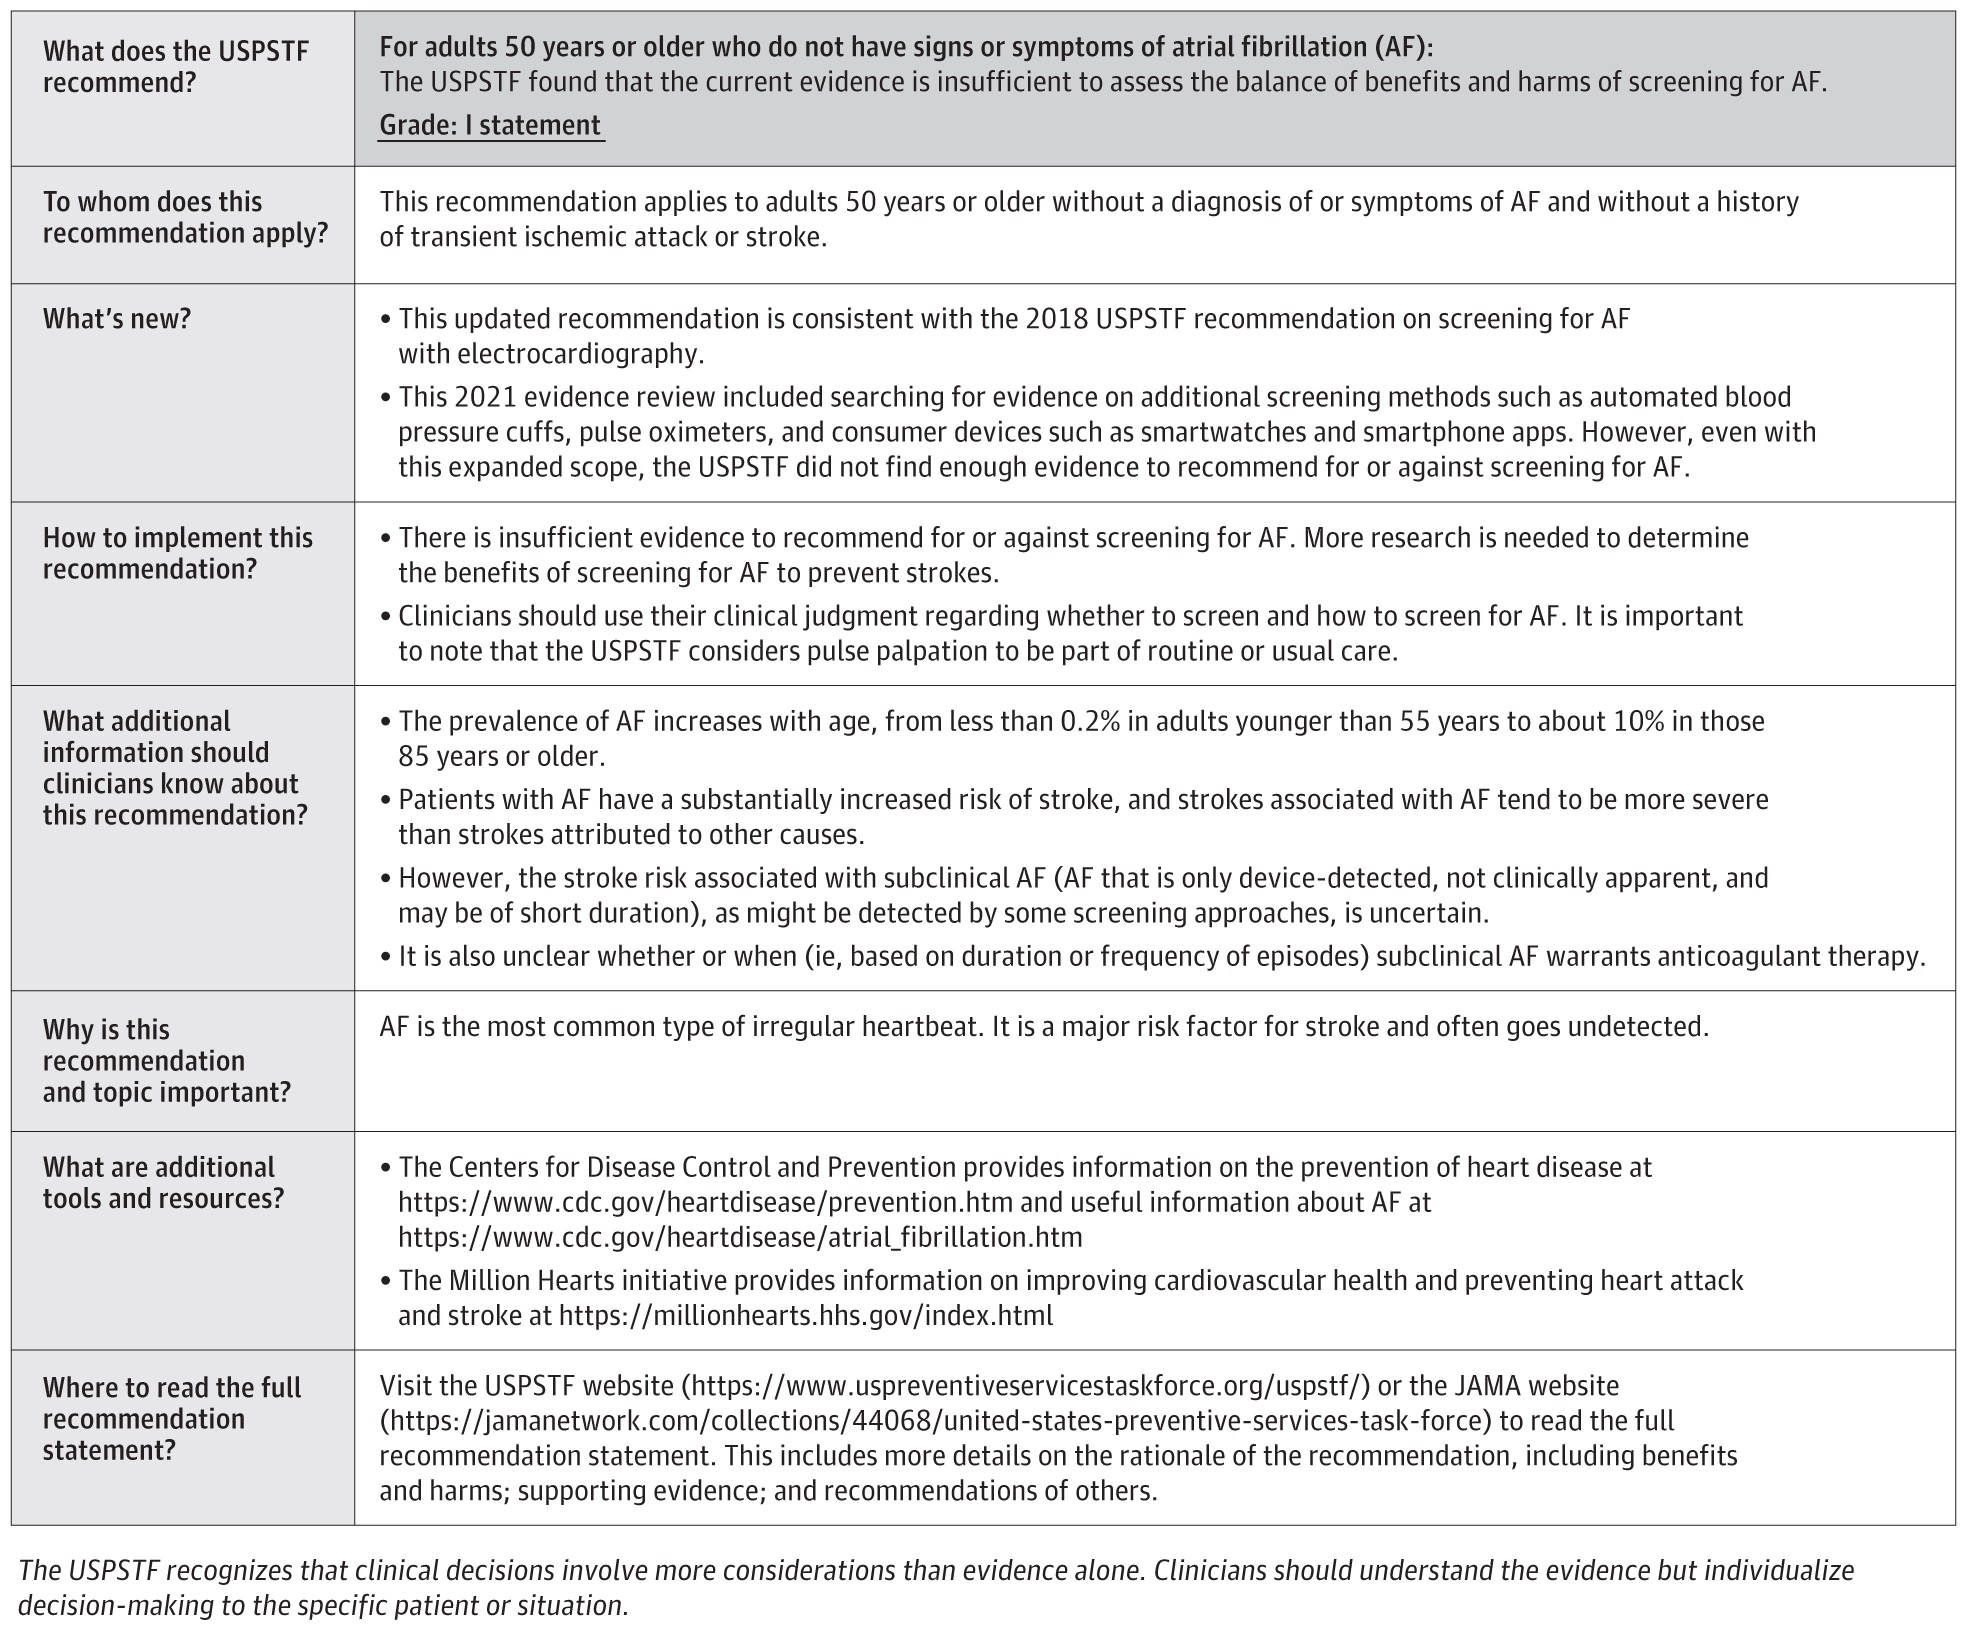 What does the USPSTF
recommend?
For adults 50 years or older who do not have signs or symptoms of atrial fibrillation (AF):
The USPSTF found that the current evidence is insufficient to assess the balance of benefits and harms of screening for AF.
Grade: I statement
To whom does this
recommendation apply?
This recommendation applies to adults 50 years or older without a diagnosis of or symptoms of AF and without a history
of transient ischemic attack or stroke.
What's new?
• This updated recommendation is consistent with the 2018 USPSTF recommendation on screening for AF
with electrocardiography.
• This 2021 evidence review included searching for evidence on additional screening methods such as automated blood
pressure cuffs, pulse oximeters, and consumer devices such as smartwatches and smartphone apps. However, even with
this expanded scope, the USPSTF did not find enough evidence to recommend for or against screening for AF.
How to implement this
recommendation?
• There is insufficient evidence to recommend for or against screening for AF. More research is needed to determine
the benefits of screening for AF to prevent strokes.
• Clinicians should use their clinical judgment regarding whether to screen and how to screen for AF. It is important
to note that the USPSTF considers pulse palpation to be part of routine or usual care.
What additional
information should
clinicians know about
this recommendation?
• The prevalence of AF increases with age, from less than 0.2% in adults younger than 55 years to about 10% in those
85 years or older.
• Patients with AF have a substantially increased risk of stroke, and strokes associated with AF tend to be more severe
than strokes attributed to other causes.
• However, the stroke risk associated with subclinical AF (AF that is only device-detected, not clinically apparent, and
may be of short duration), as might be detected by some screening approaches, is uncertain.
• It is also unclear whether or when (ie, based on duration or frequency of episodes) subclinical AF warrants anticoagulant therapy.
Why is this
recommendation
and topic important?
AF is the most common type of irregular heartbeat. It is a major risk factor for stroke and often goes undetected.
What are additional
tools and resources?
• The Centers for Disease Control and Prevention provides information on the prevention of heart disease at
https://www.cdc.gov/heartdisease/prevention.htm and useful information about AF at
https://www.cdc.gov/heartdisease/atrial_fibrillation.htm
• The Million Hearts initiative provides information on improving cardiovascular health and preventing heart attack
and stroke at https://millionhearts.hhs.gov/index.html
Where to read the full
recommendation
statement?
Visit the USPSTF website (https://www.uspreventiveservicestaskforce.org/uspstf/) or the JAMA website
(https://jamanetwork.com/collections/44068/united-states-preventive-services-task-force) to read the full
recommendation statement. This includes more details on the rationale of the recommendation, including benefits
and harms; supporting evidence; and recommendations of others.
The USPSTF recognizes that clinical decisions involve more considerations than evidence alone. Clinicians should understand the evidence but individualize
decision-making to the specific patient or situation.